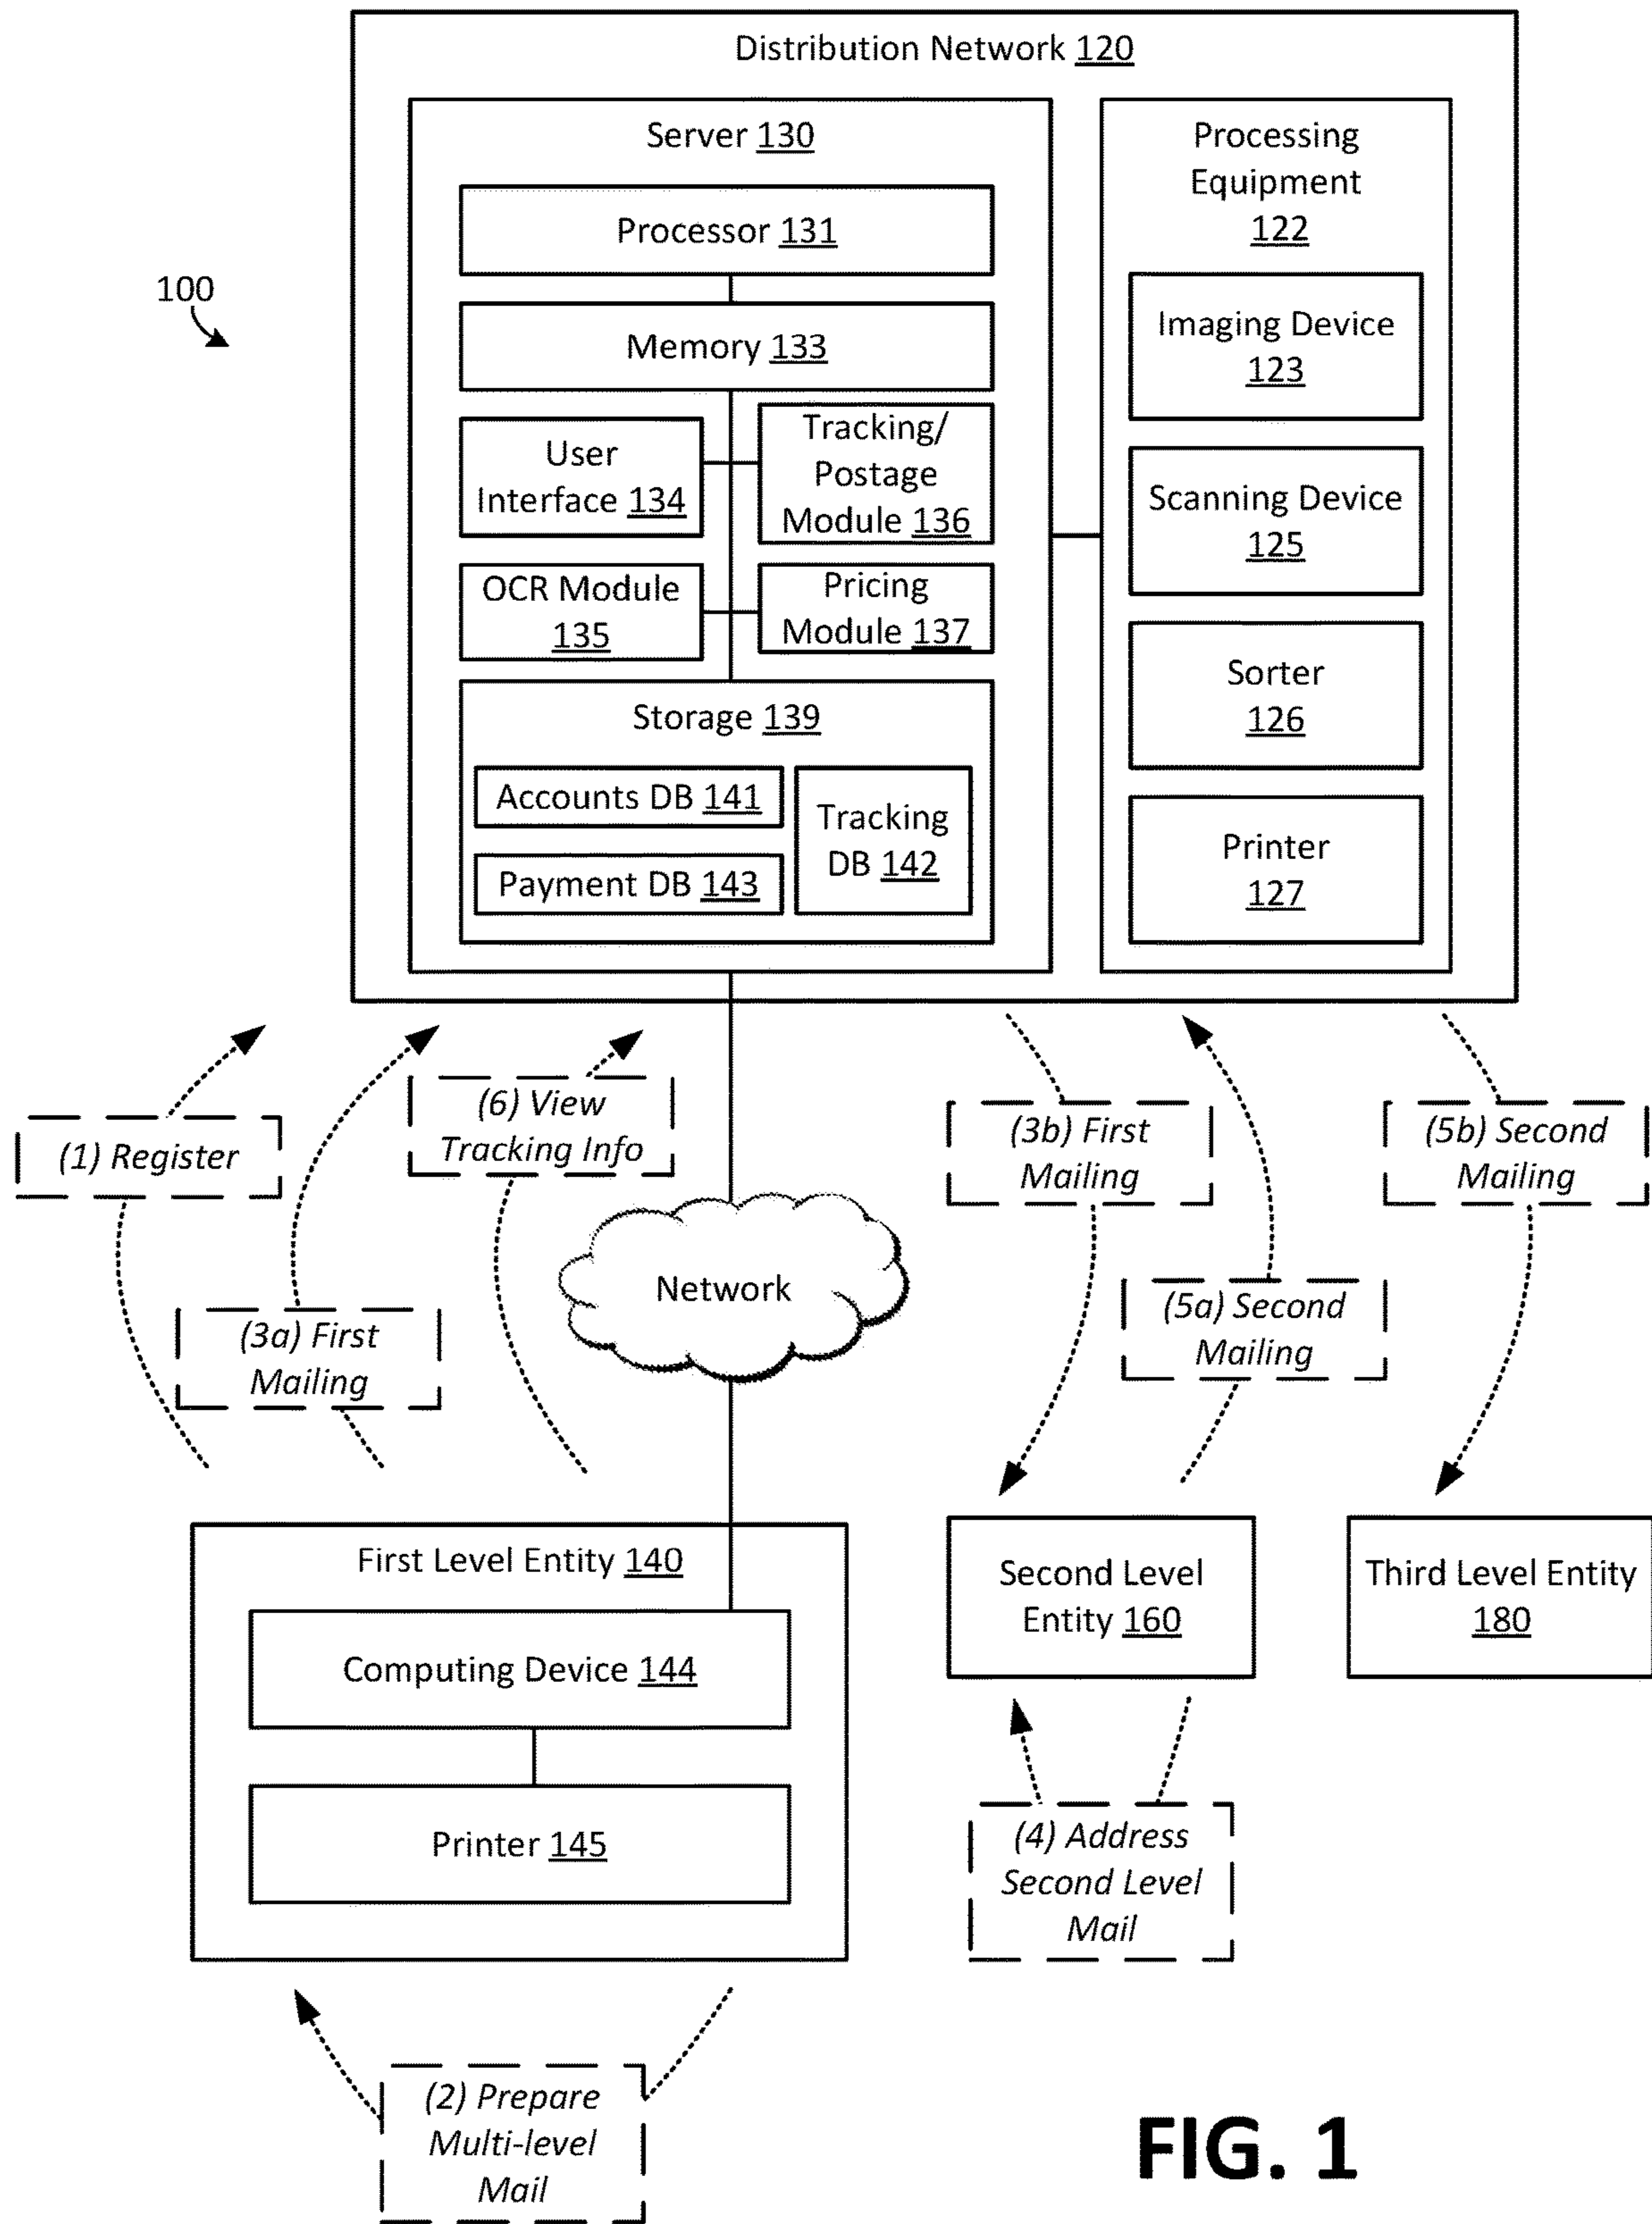 Distribution Network 120
Server 130
Processor 131
Memory 133
User
Interface 134
Tracking/
Postage
Module 136
OCR Module
135
Pricing
Module 137
Storage 139
Accounts DB 141
Payment DB 143
Tracking
DB 142
Processing
Equipment
122
Imaging Device
123
Scanning Device
125
Sorter
126
Printer
127
100
(1) Register
(3a) First
Mailing
(6) View
Tracking Info
Network
(3b) First
Mailing
(5a) Second
Mailing
(5b) Second
Mailing
First Level Entity 140
Computing Device 144
Printer 145
Second Level
Entity 160
Third Level Entity
180
(4) Address
Second Level
Mail
(2) Prepare
Multi-level
Mail
FIG. 1